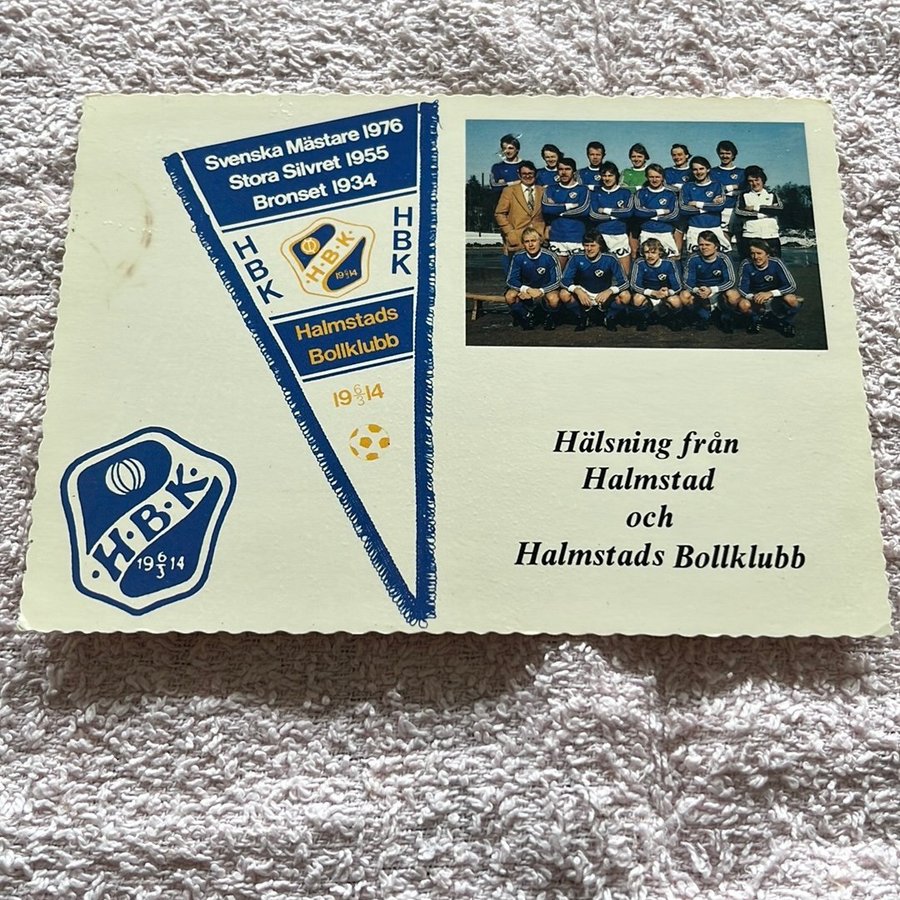 Svenska Mästare 1976
Stora Silvret 1955
Bronset 1934
HBK
HBK
H·B·K·
19 6/3 14
Halmstads
Bollklubb
19 6/3 14
·H·B·K·
19 6/3 14
Hälsning från
Halmstad
och
Halmstads Bollklubb